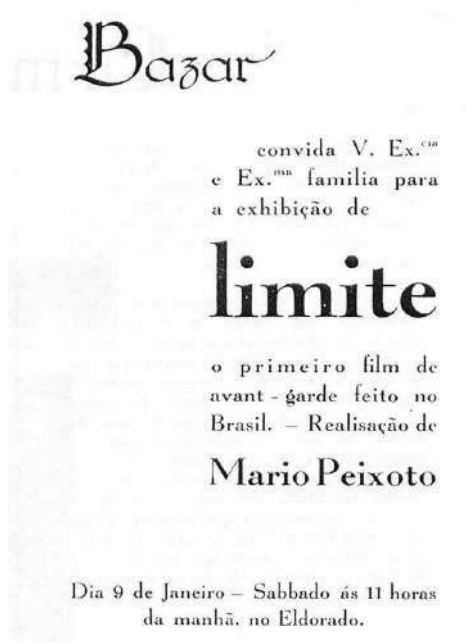 Bazar
convida V. Ex.cia
e Ex.ma familia para
a exhibição de
limite
o primeiro film de
avant-garde feito no
Brasil. – Realisação de
Mario Peixoto
Dia 9 de Janeiro – Sabbado ás 11 horas
da manhã, no Eldorado.